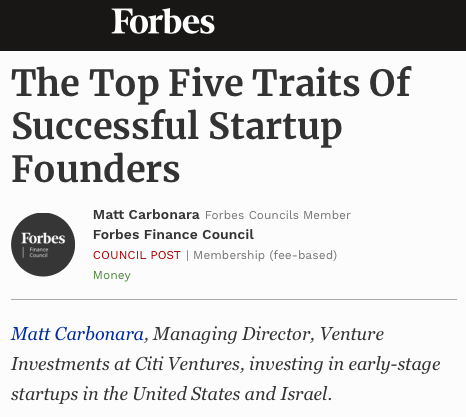 Forbes
The Top Five Traits Of
Successful Startup
Founders
Matt Carbonara Forbes Councils Member
Forbes Finance Council
COUNCIL POST | Membership (fee-based)
Money
Forbes
Finance
Council
Matt Carbonara, Managing Director, Venture
Investments at Citi Ventures, investing in early-stage
startups in the United States and Israel.